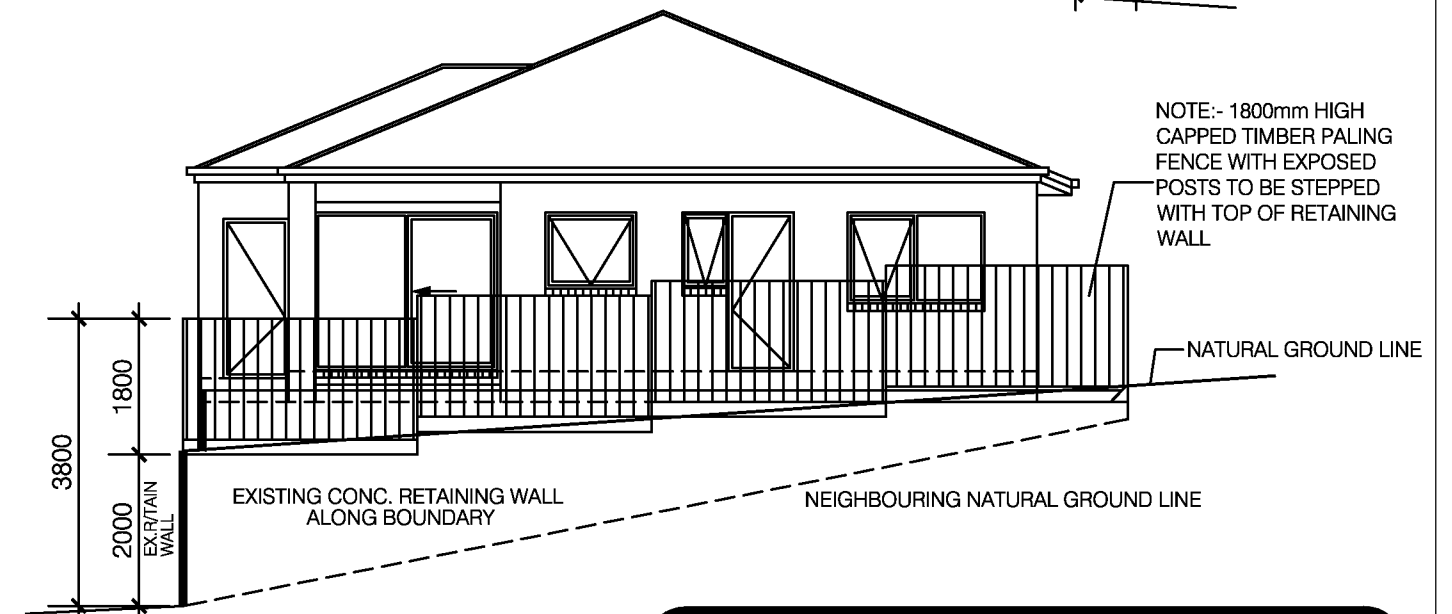 NOTE:- 1800mm HIGH
CAPPED TIMBER PALING
FENCE WITH EXPOSED
POSTS TO BE STEPPED
WITH TOP OF RETAINING
WALL
NATURAL GROUND LINE
1800
3800
2000
EX.R/TAIN
WALL
EXISTING CONC. RETAINING WALL
ALONG BOUNDARY
NEIGHBOURING NATURAL GROUND LINE